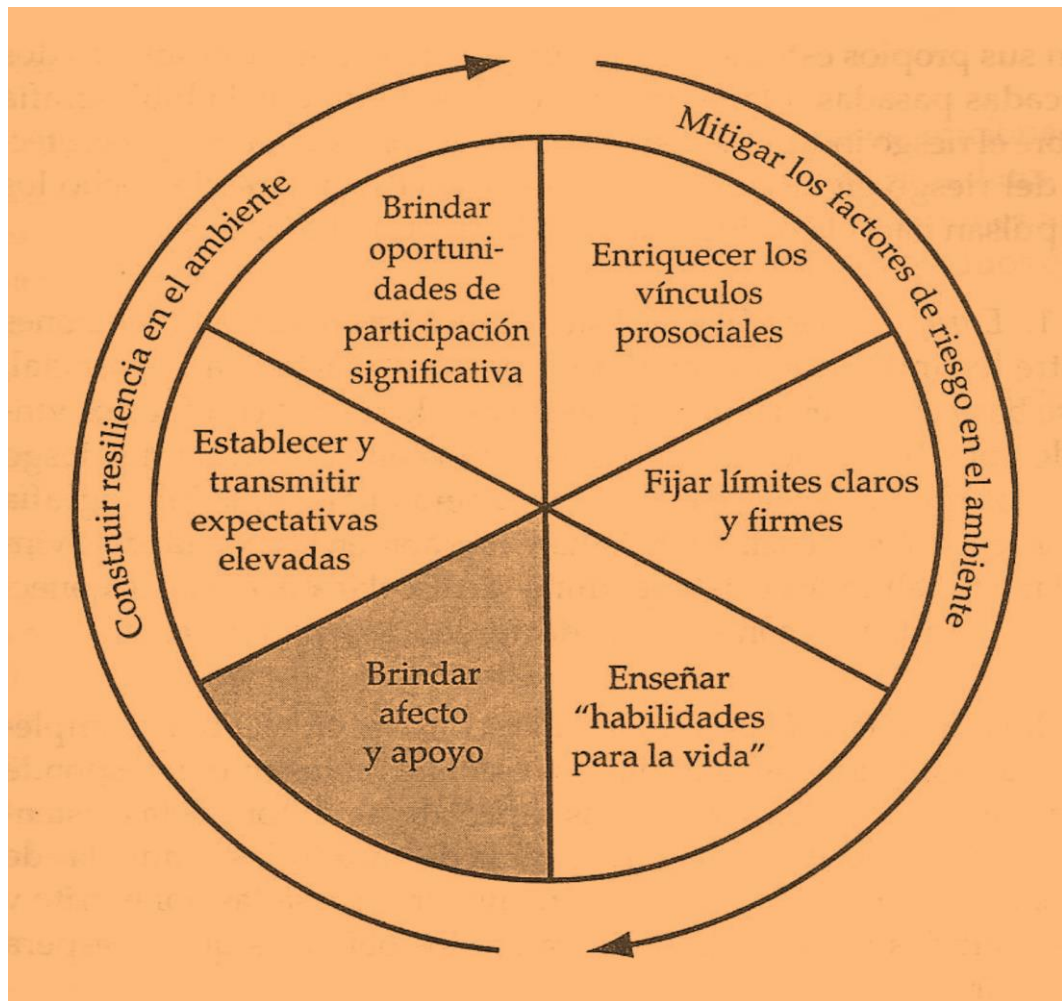 Mitigar los factores de riesgo en el ambiente
Construir resiliencia en el ambiente
Enriquecer los
vínculos
prosociales
Fijar límites claros
y firmes
Enseñar
“habilidades
para la vida”
Brindar
afecto
y apoyo
Establecer y
transmitir
expectativas
elevadas
Brindar
oportuni-
dades de
participación
significativa